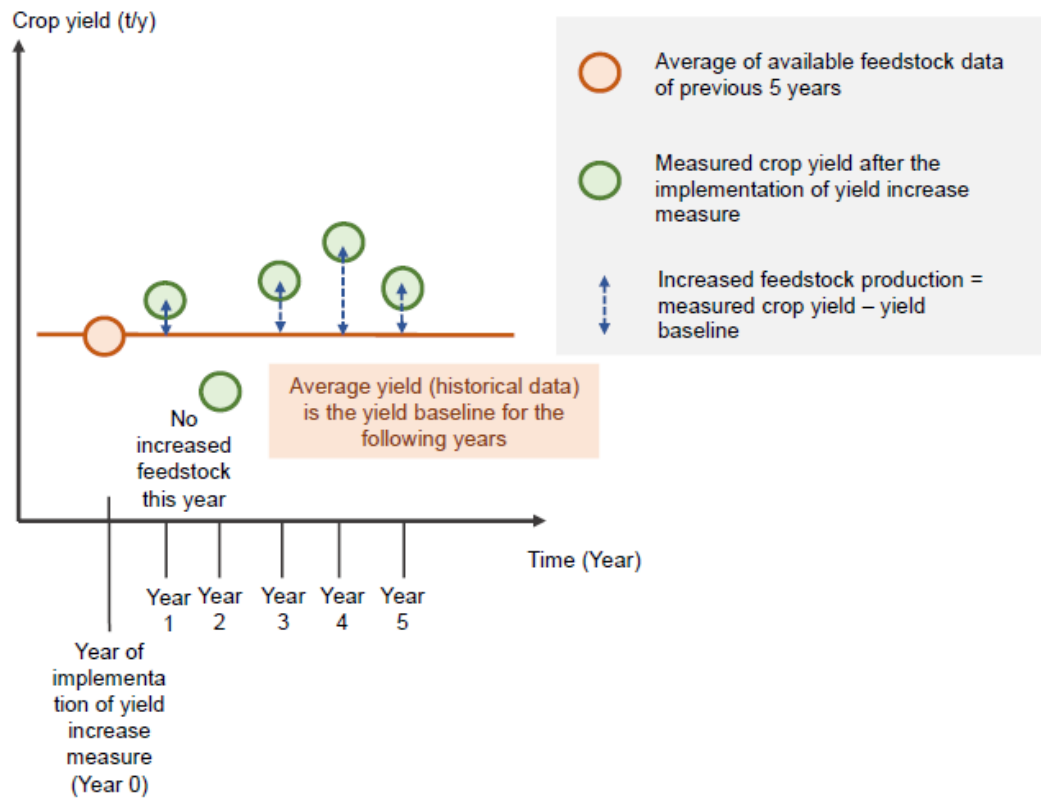 Crop yield (t/y)
Average of available feedstock data
of previous 5 years
Measured crop yield after the
implementation of yield increase
measure
Increased feedstock production =
measured crop yield – yield
baseline
Average yield (historical data)
is the yield baseline for the
following years
No
increased
feedstock
this year
Time (Year)
Year
1
Year
2
Year
3
Year
4
Year
5
Year of
implementa
tion of yield
increase
measure
(Year 0)